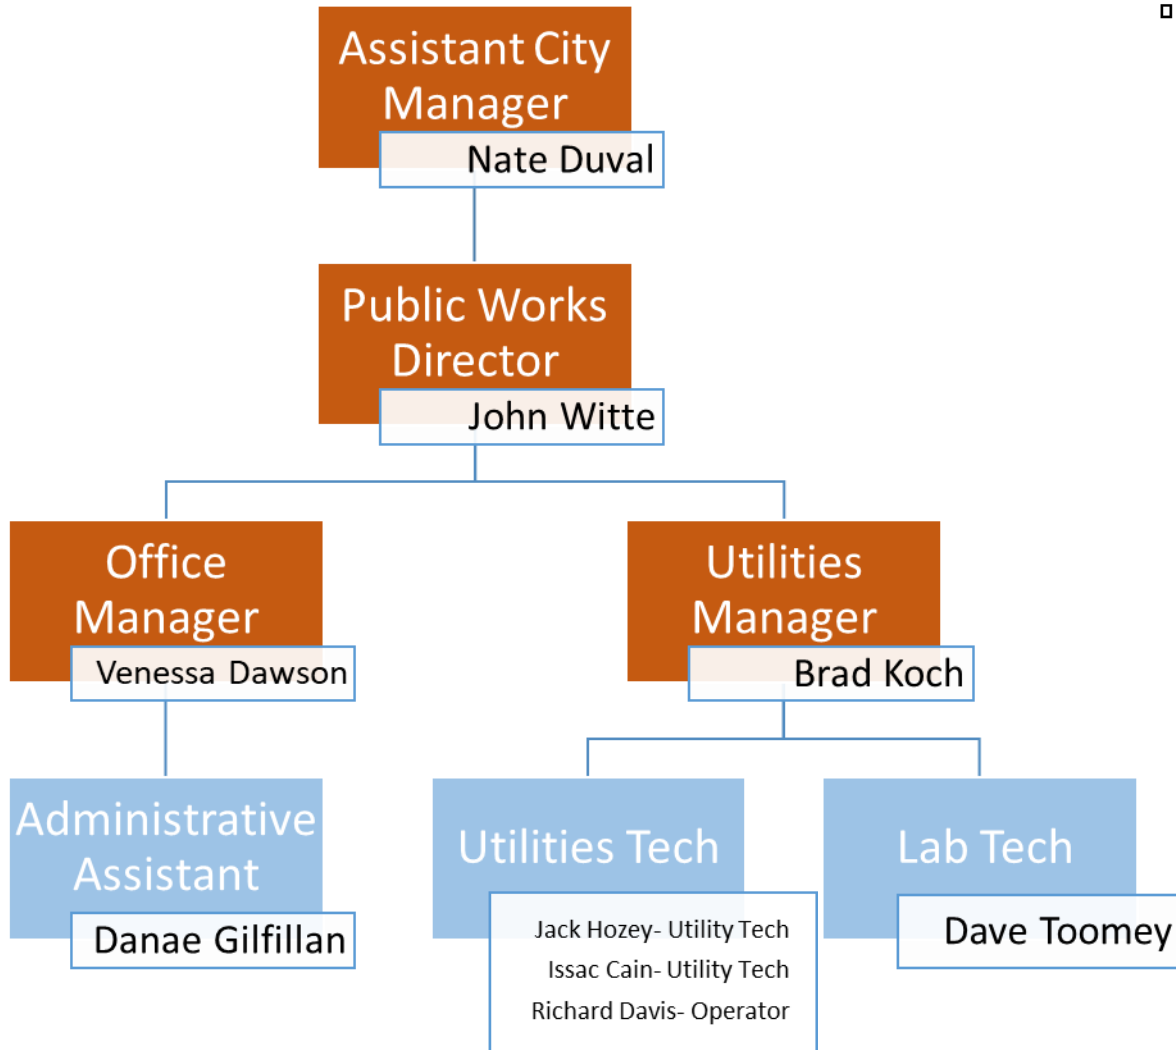 Assistant City
Manager
Nate Duval
Public Works
Director
John Witte
Office
Manager
Venessa Dawson
Utilities
Manager
Brad Koch
Administrative
Assistant
Danae Gilfillan
Utilities Tech
Jack Hozey- Utility Tech
Issac Cain- Utility Tech
Richard Davis- Operator
Lab Tech
Dave Toomey